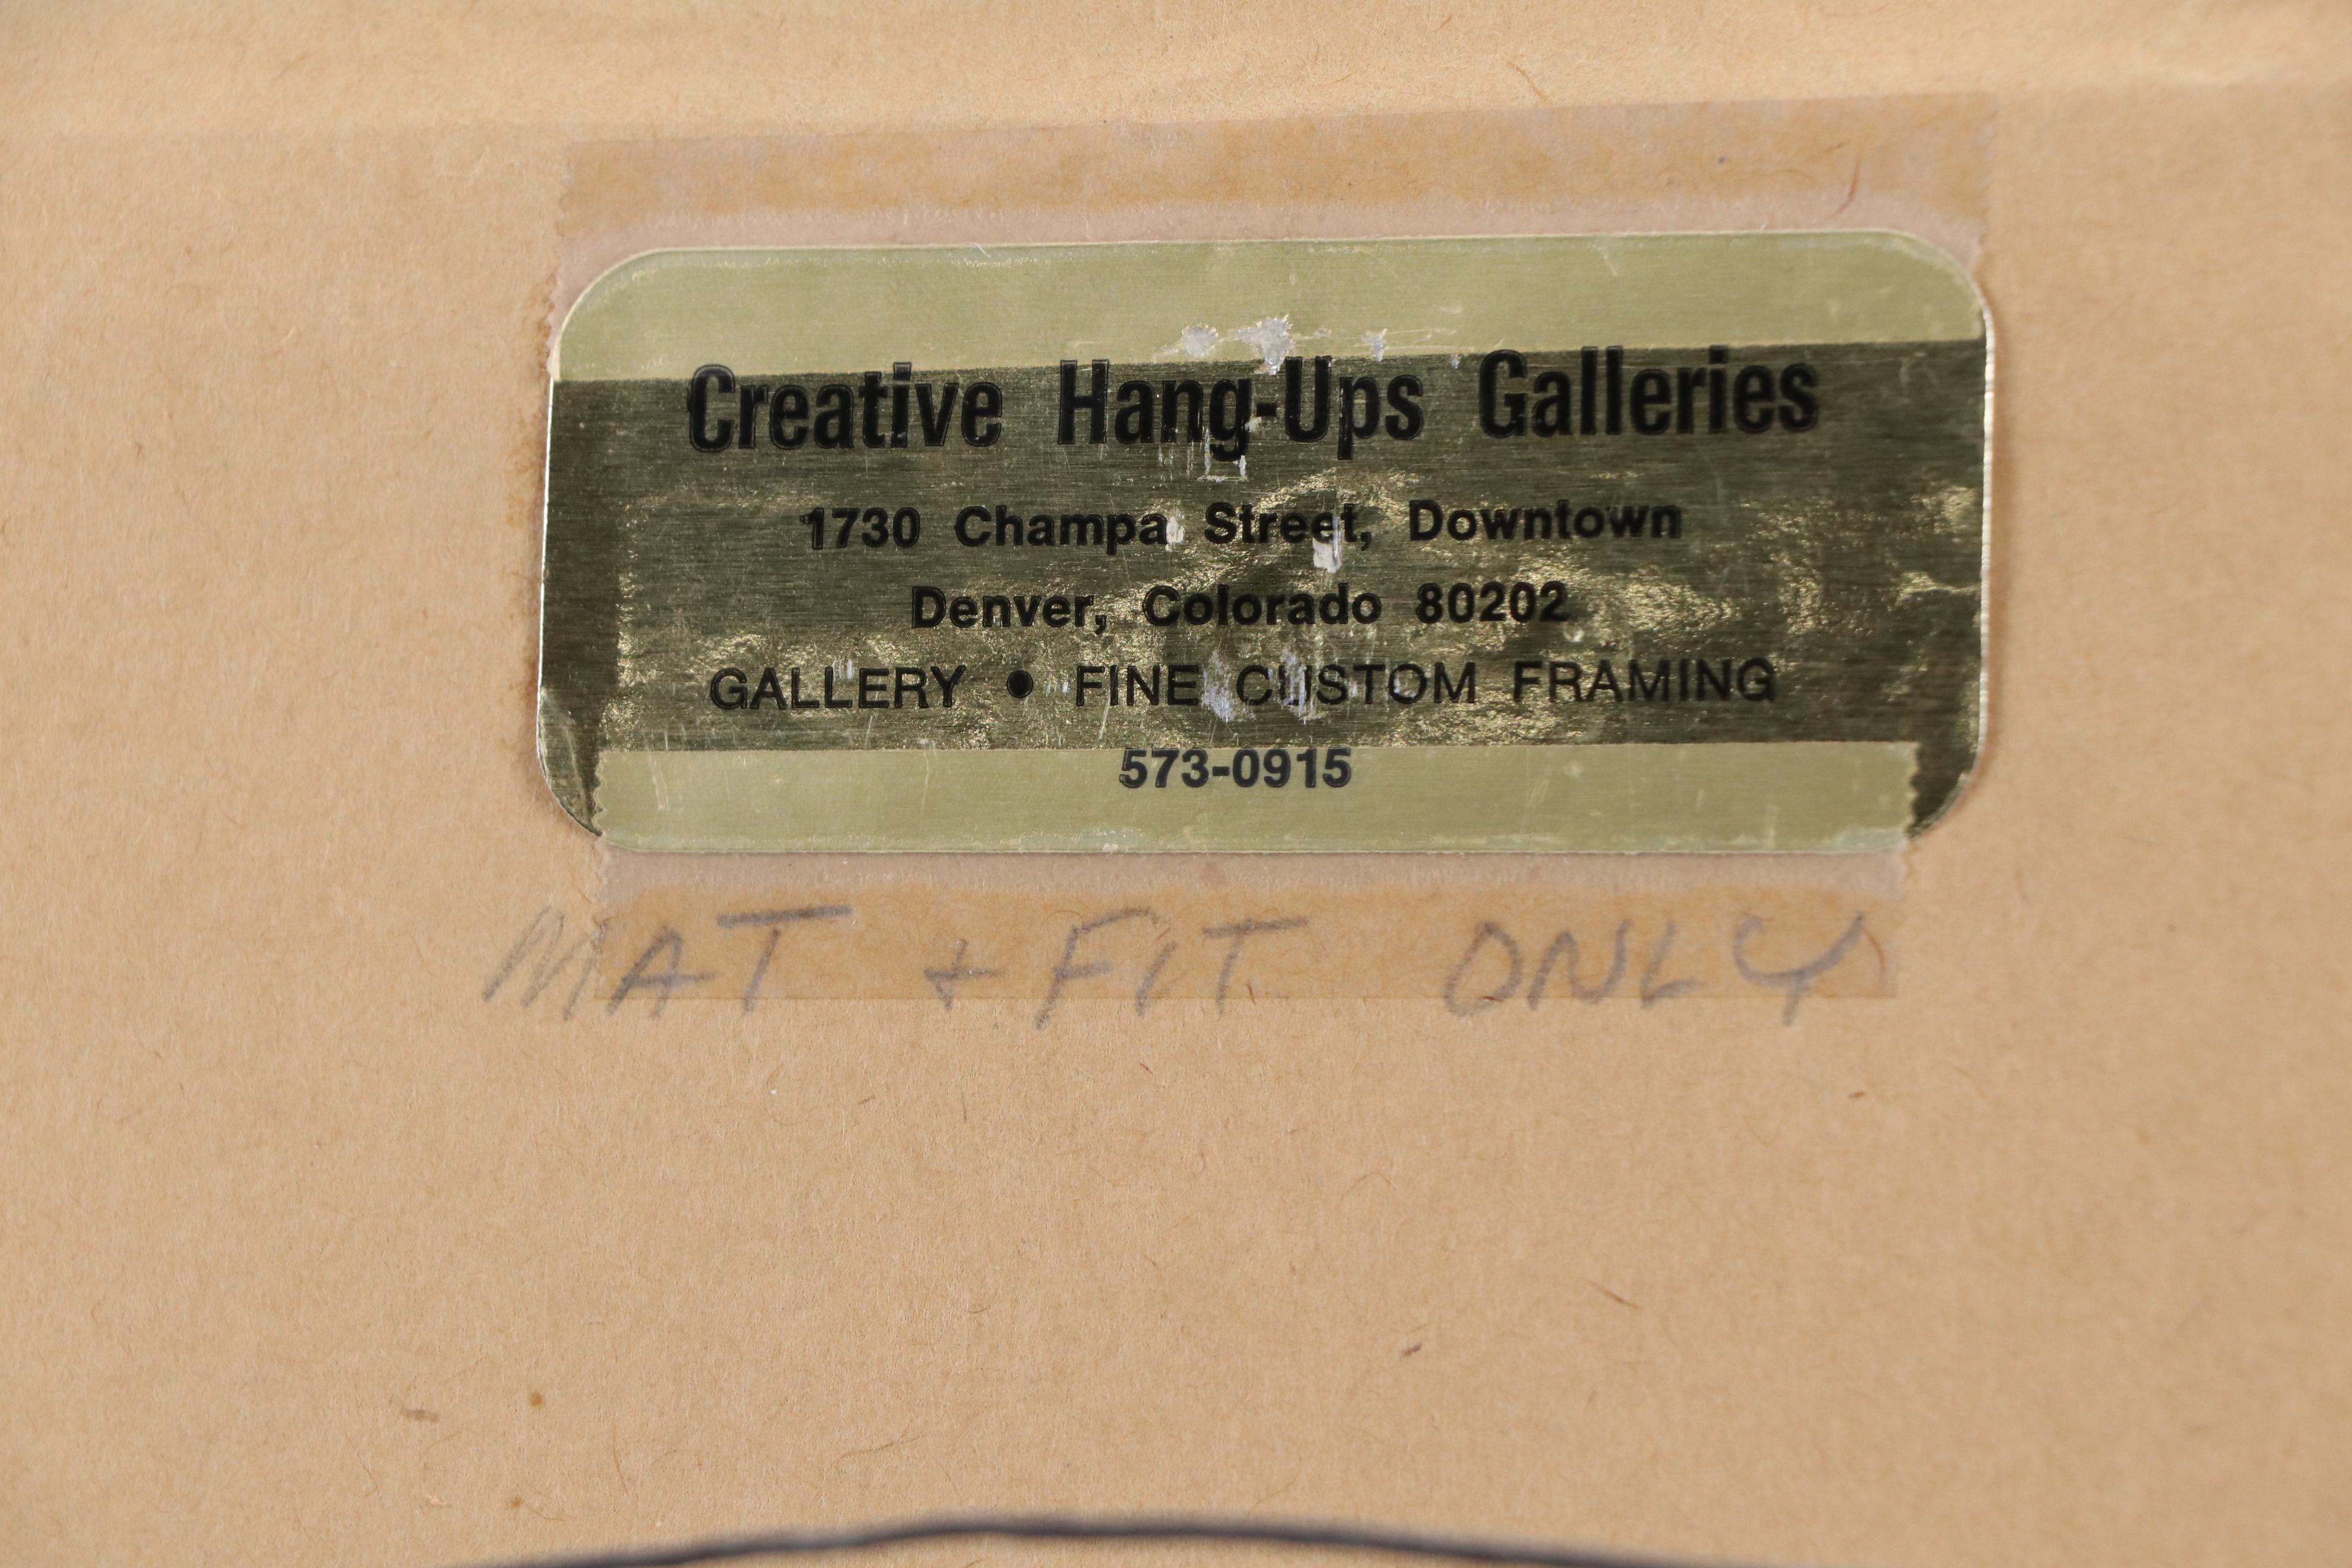 Creative Hang-Ups Galleries
1730 Champa Street, Downtown
Denver, Colorado 80202
GALLERY • FINE CUSTOM FRAMING
573-0915
MAT + FIT ONLY